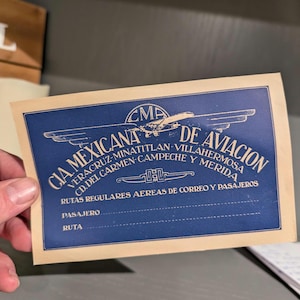 L
CMA
CIA MEXICANA DE AVIACION
VERACRUZ-MINATITLAN-VILLAHERMOSA
CD. DEL CARMEN-CAMPECHE Y MERIDA
RUTAS REGULARES AEREAS DE CORREO Y PASAJEROS
PASAJERO
RUTA